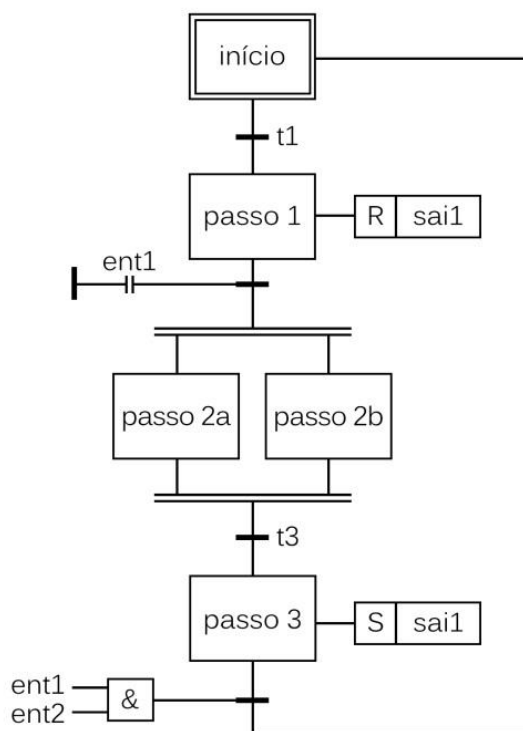 início
t1
passo 1
R sai1
ent1
passo 2a passo 2b
t3
passo 3
S sai1
ent1
ent2
&